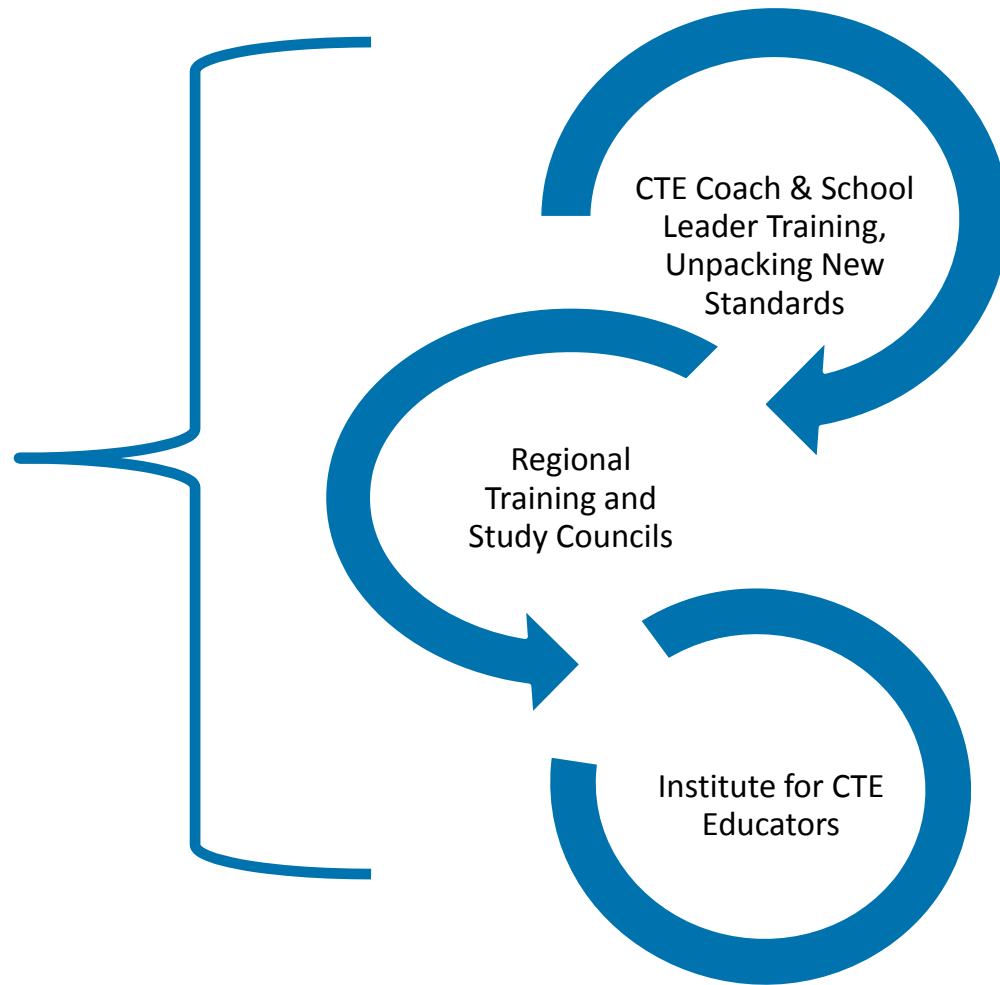 CTE Coach & School
Leader Training,
Unpacking New
Standards
Regional
Training and
Study Councils
Institute for CTE
Educators